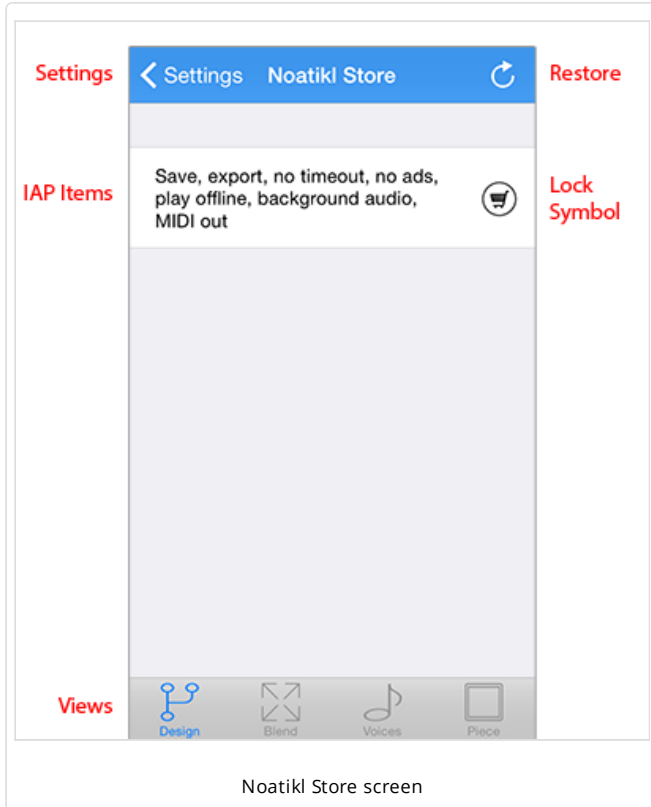 Settings
Settings Noatikl Store
Restore
IAP Items
Save, export, no timeout, no ads,
play offline, background audio,
MIDI out
Lock
Symbol
Views
Design Blend Voices Piece
Noatikl Store screen